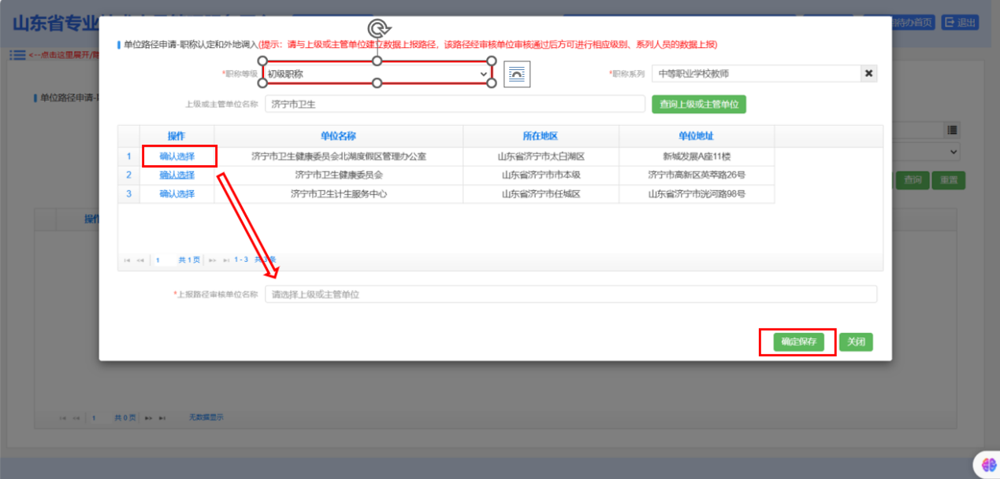 山东省专业
待办首页
退出
<--点击这里展开/
单位路径申请-职称认定和外地调入(提示：请与上级或主管单位建立数据上报路径，该路径经审核单位审核通过后方可进行相应级别、系列人员的数据上报)
*职称等级 初级职称 *职称系列 中等职业学校教师
单位路径申请-
上级或主管单位名称 济宁市卫生 查询上级或主管单位
操作 单位名称 所在地区 单位地址
1 确认选择 济宁市卫生健康委员会北湖度假区管理办公室 山东省济宁市太白湖区 新城发展A座11楼
2 确认选择 济宁市卫生健康委员会 山东省济宁市市本级 济宁市高新区英萃路26号
3 确认选择 济宁市卫生计生服务中心 山东省济宁市任城区 山东省济宁市洸河路98号
查询 重置
操作
1 共1页 1-3 共3条
*上报路径审核单位名称 请选择上级或主管单位
确定保存 关闭
1 共0页 无数据显示